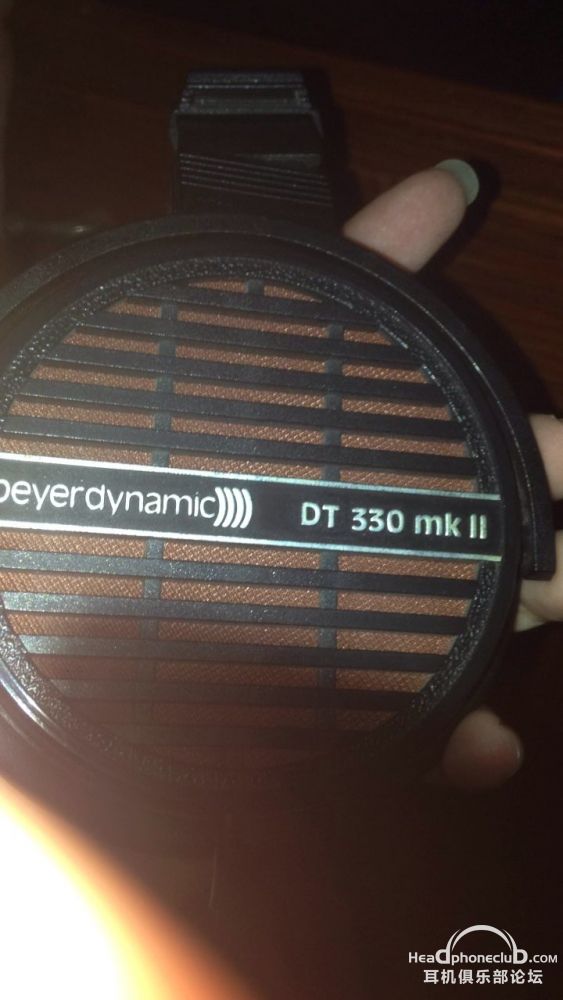 beyerdynamic)))) DT 330 mk II
Headphoneclub.com
耳机俱乐部论坛